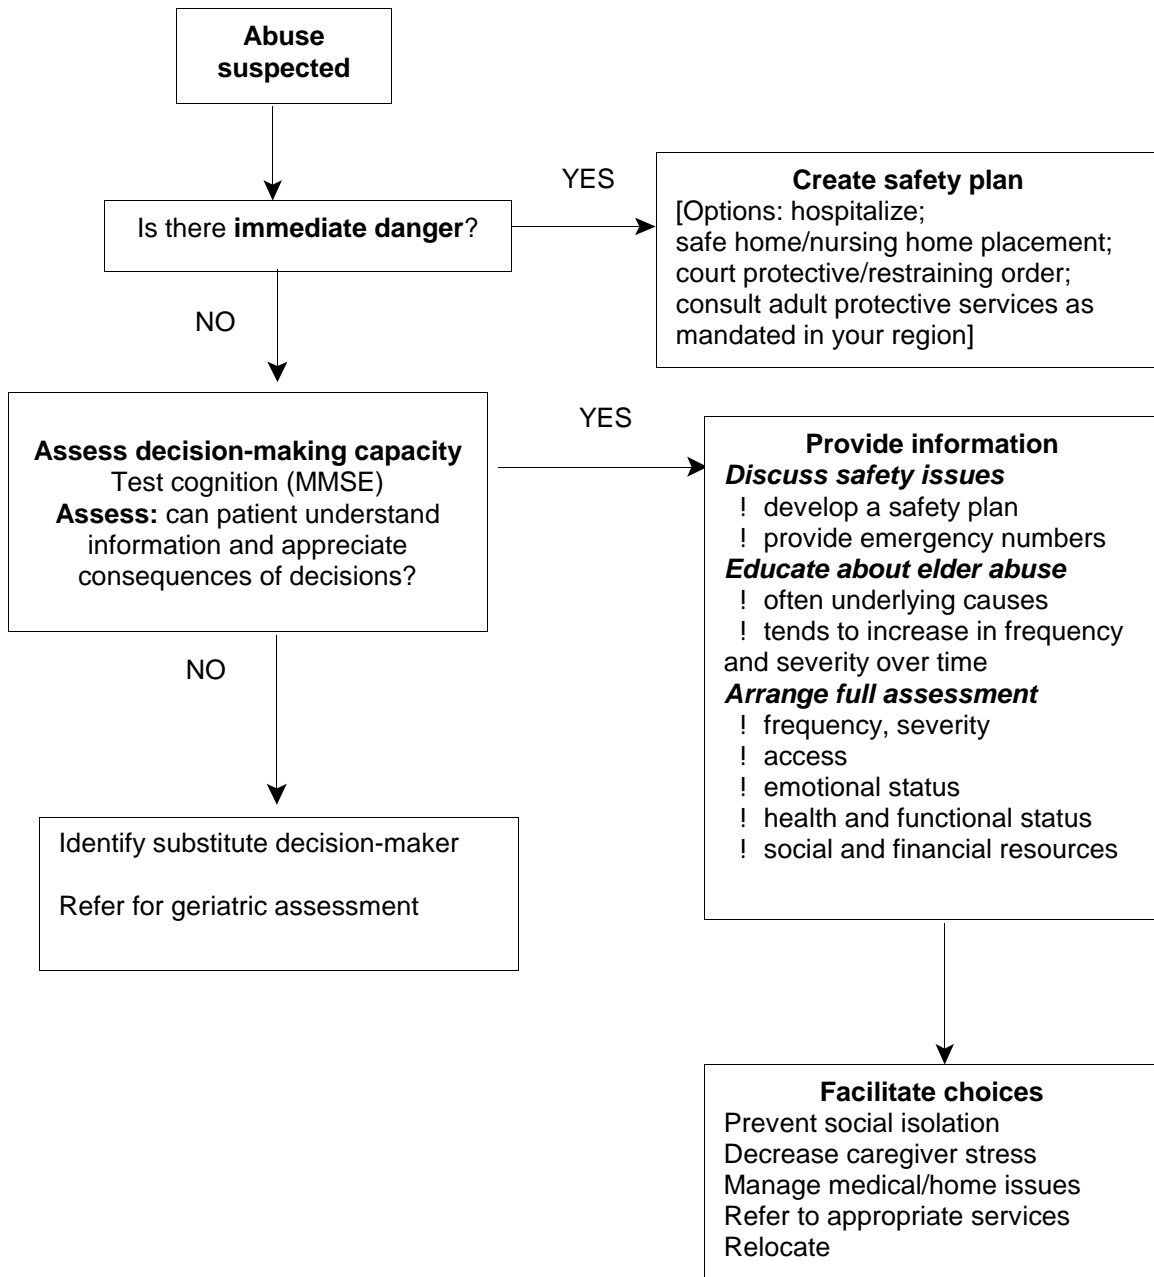 Abuse
suspected
Is there immediate danger?
YES
Create safety plan
[Options: hospitalize;
safe home/nursing home placement;
court protective/restraining order;
consult adult protective services as
mandated in your region]
NO
Assess decision-making capacity
Test cognition (MMSE)
Assess: can patient understand
information and appreciate
consequences of decisions?
YES
Provide information
Discuss safety issues
! develop a safety plan
! provide emergency numbers
Educate about elder abuse
! often underlying causes
! tends to increase in frequency
and severity over time
Arrange full assessment
! frequency, severity
! access
! emotional status
! health and functional status
! social and financial resources
NO
Identify substitute decision-maker
Refer for geriatric assessment
Facilitate choices
Prevent social isolation
Decrease caregiver stress
Manage medical/home issues
Refer to appropriate services
Relocate